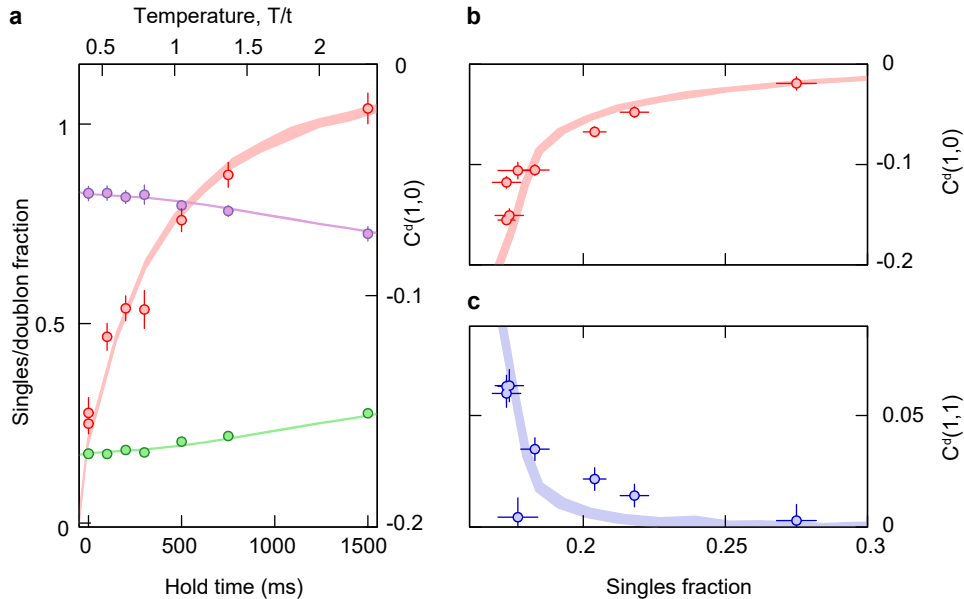 a
Temperature, T/t
0.5 1 1.5 2
Singles/doublon fraction
1
0.5
0
0
-0.1
-0.2
C^d(1,0)
0 500 1000 1500
Hold time (ms)
b
0
-0.1
-0.2
C^d(1,0)
c
0.05
0
C^d(1,1)
0.2 0.25 0.3
Singles fraction